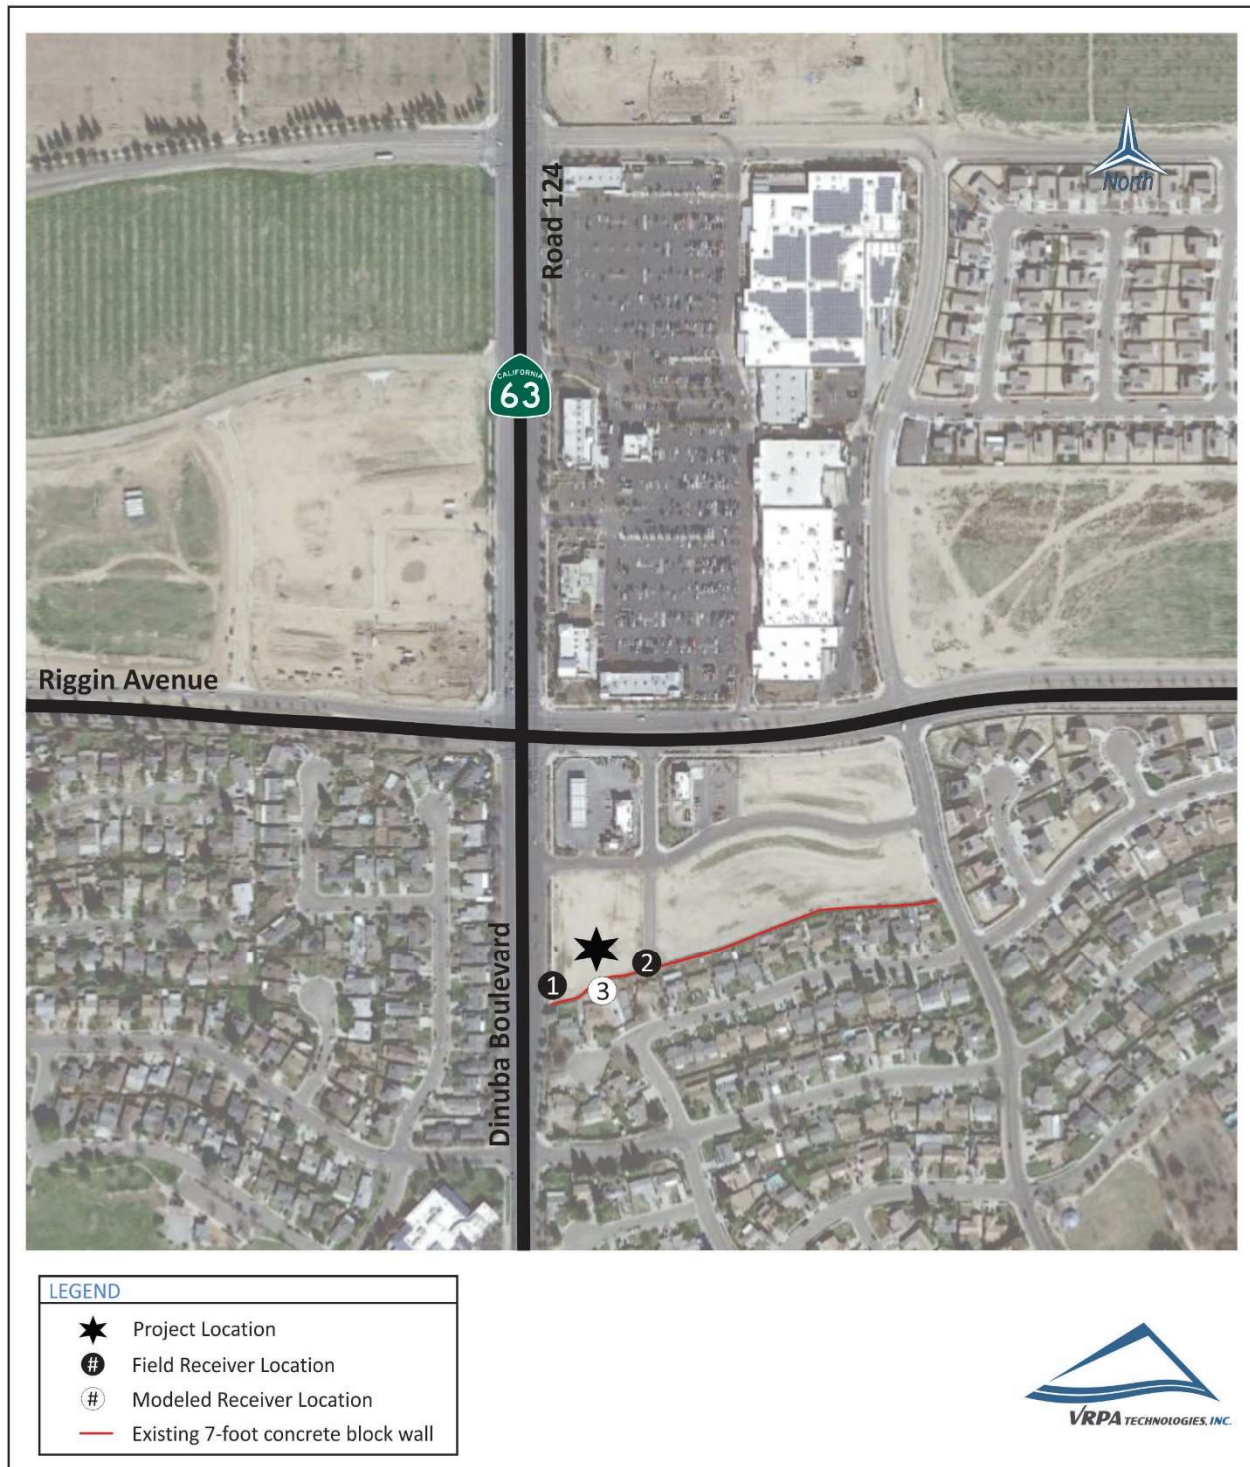 North
Road 124
CALIFORNIA
63
Riggin Avenue
Dinuba Boulevard
1
2
3
LEGEND
Project Location
# Field Receiver Location
# Modeled Receiver Location
Existing 7-foot concrete block wall
VRPA TECHNOLOGIES, INC.